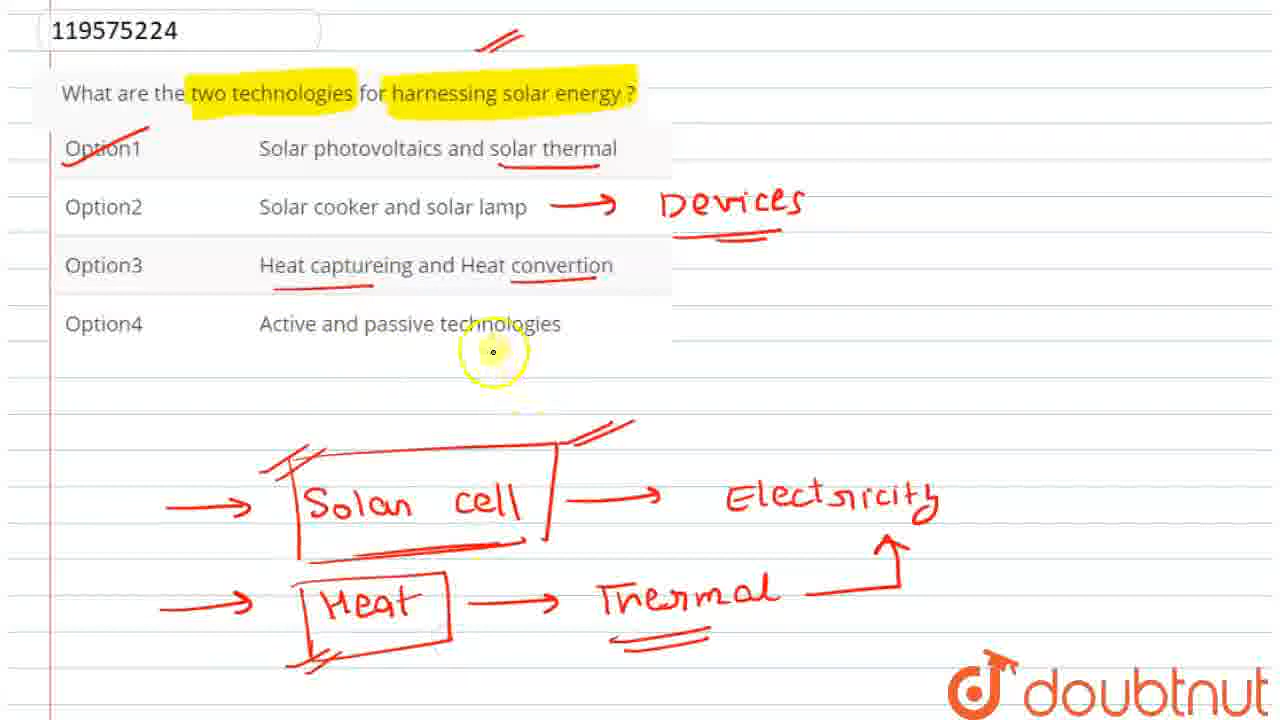 119575224
What are the two technologies for harnessing solar energy ?
Option1 Solar photovoltaics and solar thermal
Option2 Solar cooker and solar lamp → Devices
Option3 Heat captureing and Heat convertion
Option4 Active and passive technologies
→ Solar cell → Electricity
→ Heat → Thermal
doubtnut